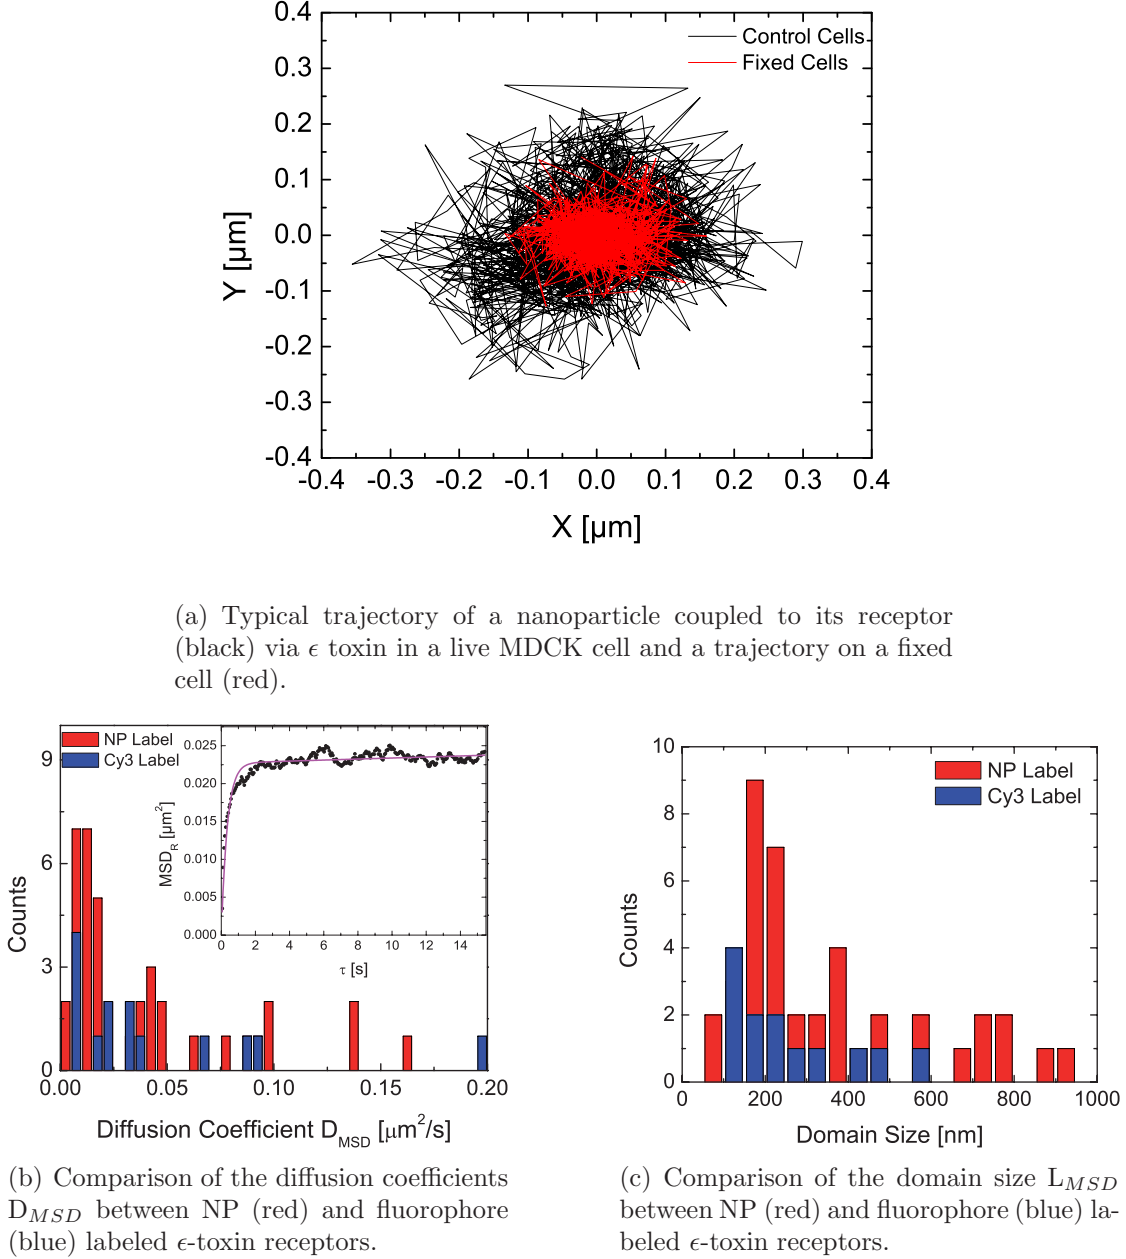 0.4
0.3
0.2
0.1
0.0
-0.1
-0.2
-0.3
-0.4
Y [µm]
Control Cells
Fixed Cells
-0.4 -0.3 -0.2 -0.1 0.0 0.1 0.2 0.3 0.4
X [µm]
(a) Typical trajectory of a nanoparticle coupled to its receptor
(black) via ϵ toxin in a live MDCK cell and a trajectory on a fixed
cell (red).
NP Label
Cy3 Label
9
6
3
0
Counts
0.025
0.020
0.015
0.010
0.005
0.000
MSD_R [µm²]
0 2 4 6 8 10 12 14
τ [s]
0.00 0.05 0.10 0.15 0.20
Diffusion Coefficient D_MSD [µm²/s]
(b) Comparison of the diffusion coefficients
D_MSD between NP (red) and fluorophore
(blue) labeled ϵ-toxin receptors.
NP Label
Cy3 Label
10
8
6
4
2
0
Counts
0 200 400 600 800 1000
Domain Size [nm]
(c) Comparison of the domain size L_MSD
between NP (red) and fluorophore (blue) la-
beled ϵ-toxin receptors.